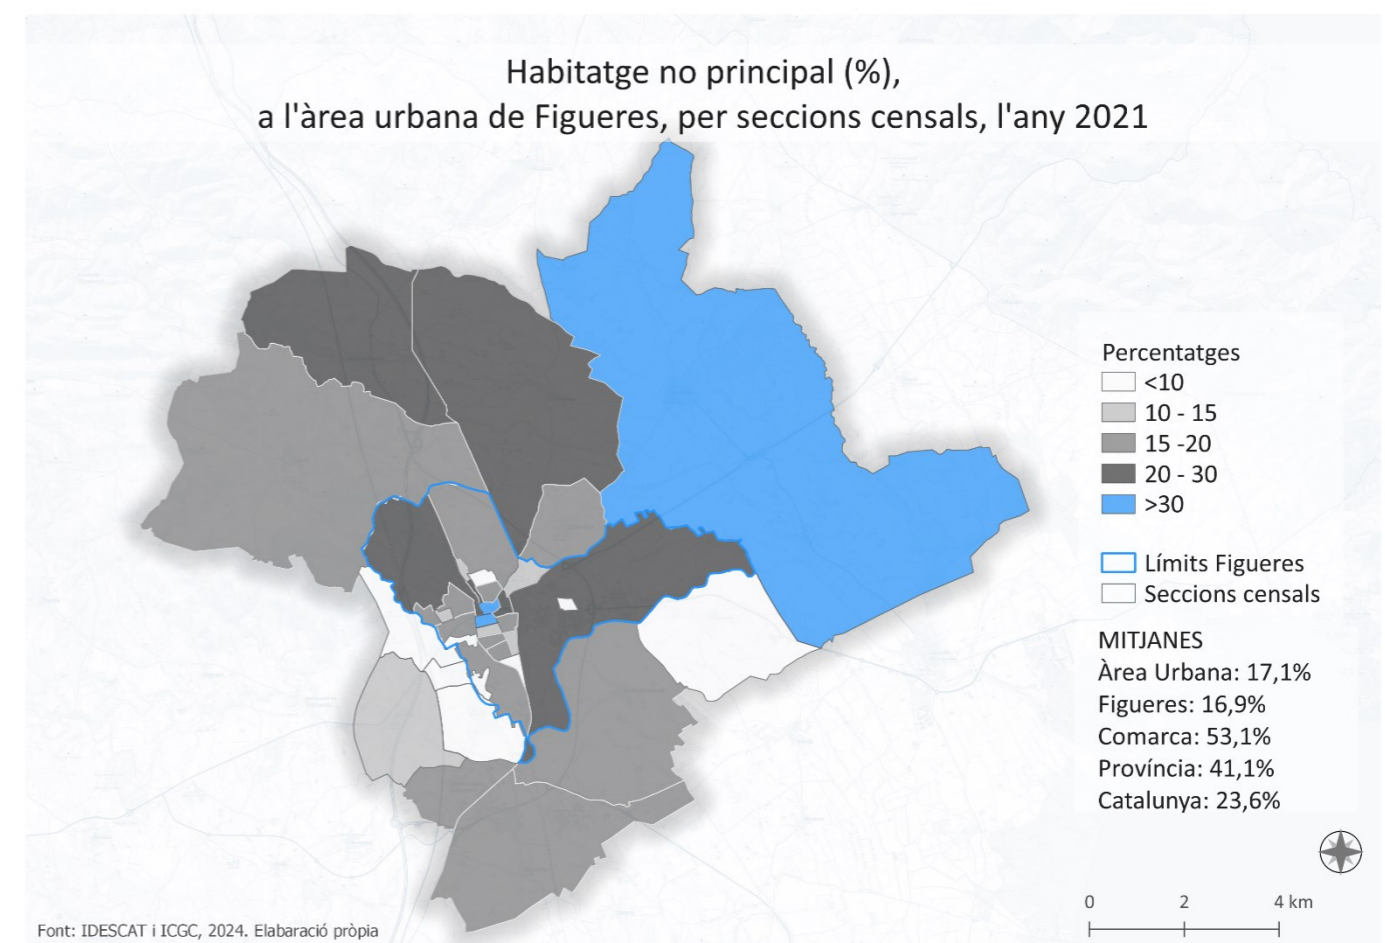 Habitatge no principal (%),
a l'àrea urbana de Figueres, per seccions censals, l'any 2021
Percentatges
<10
10 - 15
15 -20
20 - 30
>30
Límits Figueres
Seccions censals
MITJANES
Àrea Urbana: 17,1%
Figueres: 16,9%
Comarca: 53,1%
Província: 41,1%
Catalunya: 23,6%
0 2 4 km
Font: IDESCAT i ICGC, 2024. Elabaració pròpia